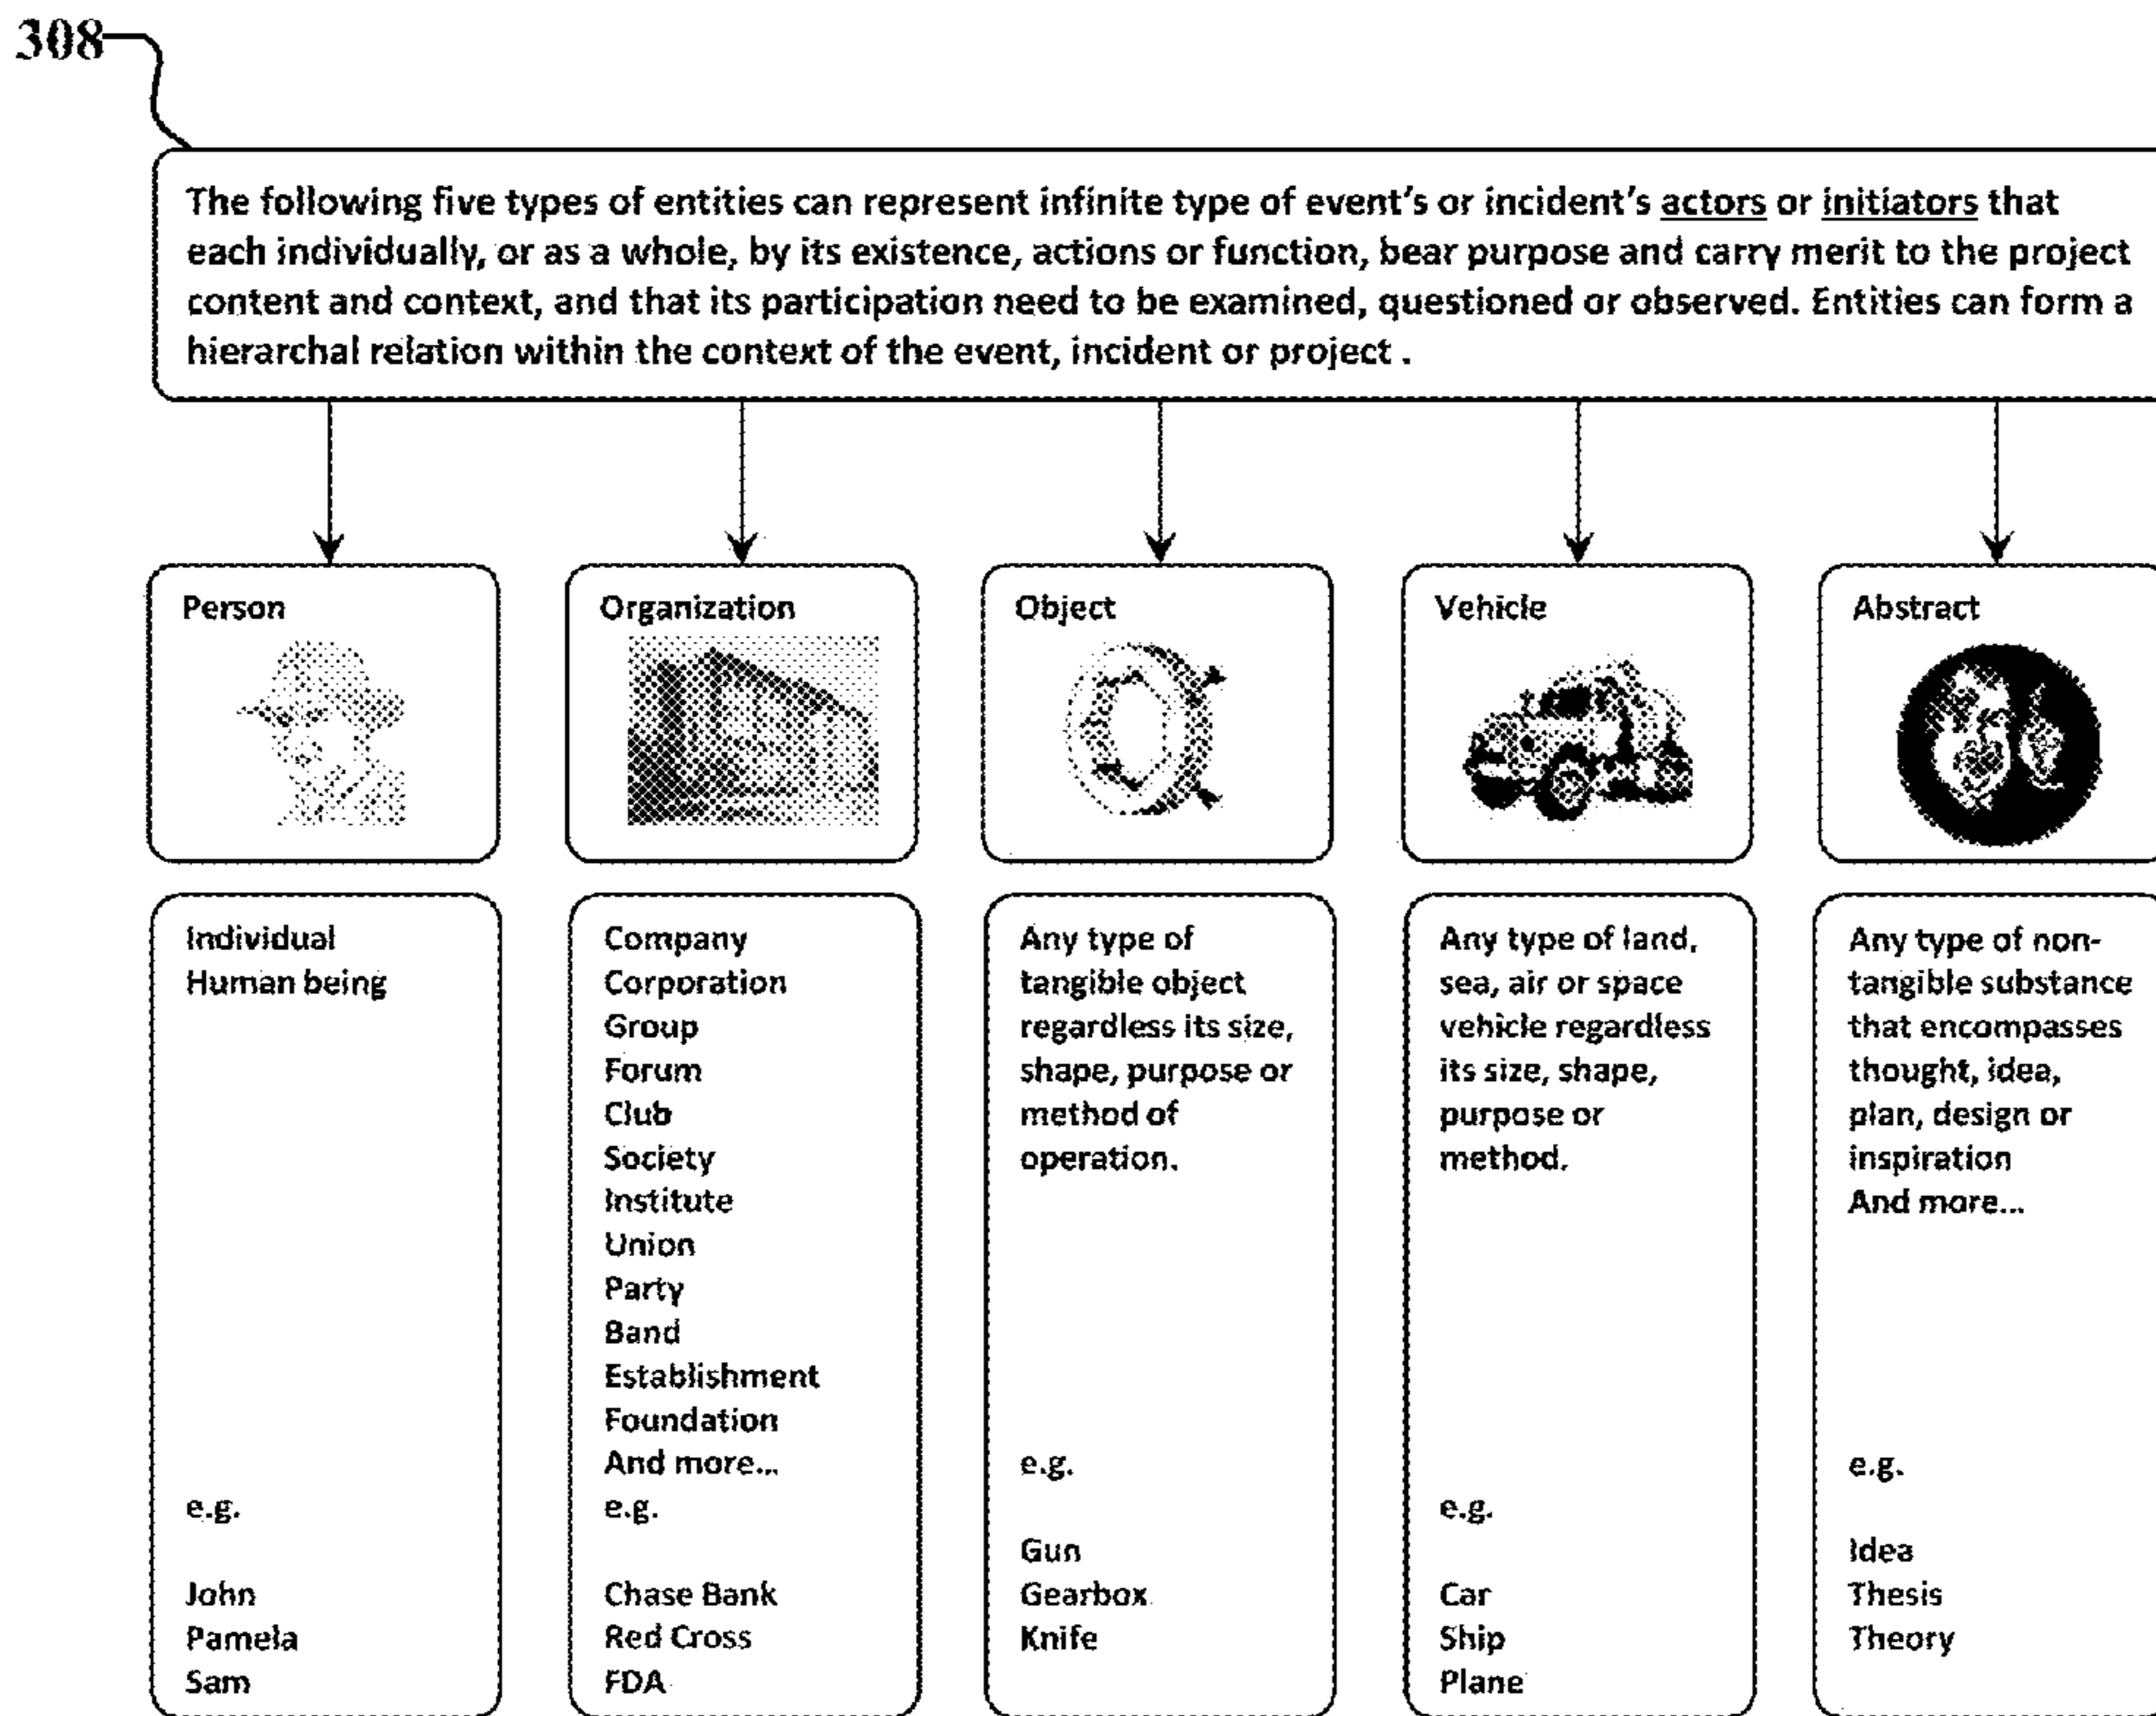 308
The following five types of entities can represent infinite type of event's or incident's actors or initiators that
each individually, or as a whole, by its existence, actions or function, bear purpose and carry merit to the project
content and context, and that its participation need to be examined, questioned or observed. Entities can form a
hierarchal relation within the context of the event, incident or project .
Person
Organization
Object
Vehicle
Abstract
Individual
Human being
e.g.
John
Pamela
Sam
Company
Corporation
Group
Forum
Club
Society
Institute
Union
Party
Band
Establishment
Foundation
And more...
e.g.
Chase Bank
Red Cross
FDA
Any type of
tangible object
regardless its size,
shape, purpose or
method of
operation.
e.g.
Gun
Gearbox
Knife
Any type of land,
sea, air or space
vehicle regardless
its size, shape,
purpose or
method.
e.g.
Car
Ship
Plane
Any type of non-
tangible substance
that encompasses
thought, idea,
plan, design or
inspiration
And more...
e.g.
Idea
Thesis
Theory